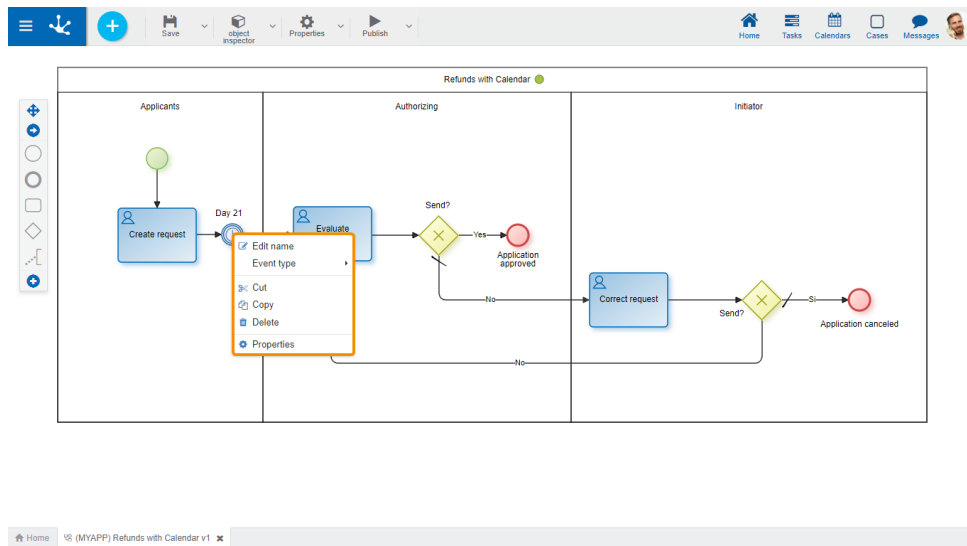 Save
object
inspector
Properties
Publish
Home
Tasks
Calendars
Cases
Messages
Refunds with Calendar
Applicants
Authorizing
Initiator
Day 21
Create request
Evaluate
Send?
Yes
Application
approved
Edit name
Event type
Cut
Copy
Delete
Properties
No
Correct request
Send?
Si
Application canceled
No
Home
(MYAPP) Refunds with Calendar v1